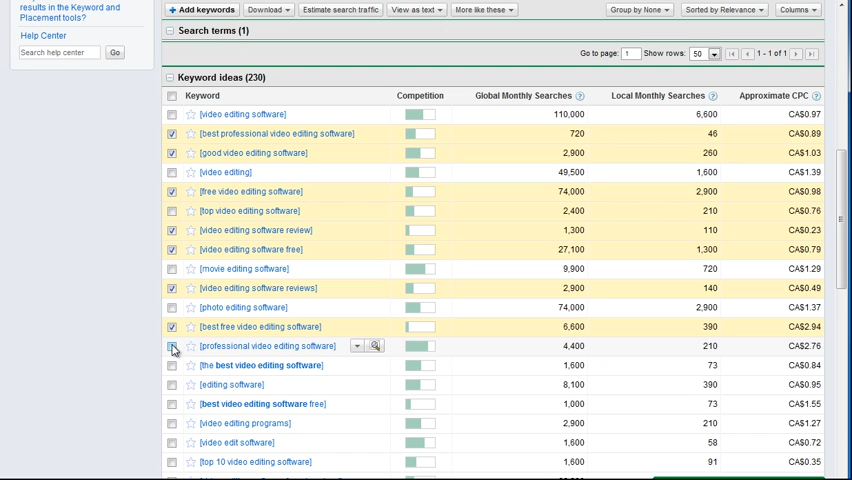 results in the Keyword and
Placement tools?
Help Center
Search help center Go
+ Add keywords Download Estimate search traffic View as text More like these Group by None Sorted by Relevance Columns
Search terms (1)
Go to page: 1 Show rows: 50 1 - 1 of 1
Keyword ideas (230)
Keyword Competition Global Monthly Searches ? Local Monthly Searches ? Approximate CPC ?
[video editing software] 110,000 6,600 CA$0.97
[best professional video editing software] 720 46 CA$0.89
[good video editing software] 2,900 260 CA$1.03
[video editing] 49,500 1,600 CA$1.39
[free video editing software] 74,000 2,900 CA$0.98
[top video editing software] 2,400 210 CA$0.76
[video editing software review] 1,300 110 CA$0.23
[video editing software free] 27,100 1,300 CA$0.79
[movie editing software] 9,900 720 CA$1.29
[video editing software reviews] 2,900 140 CA$0.49
[photo editing software] 74,000 2,900 CA$1.37
[best free video editing software] 6,600 390 CA$2.94
[professional video editing software] 4,400 210 CA$2.76
[the best video editing software] 1,600 73 CA$0.84
[editing software] 8,100 390 CA$0.95
[best video editing software free] 1,000 73 CA$1.55
[video editing programs] 2,900 210 CA$1.27
[video edit software] 1,600 58 CA$0.72
[top 10 video editing software] 1,600 91 CA$0.35